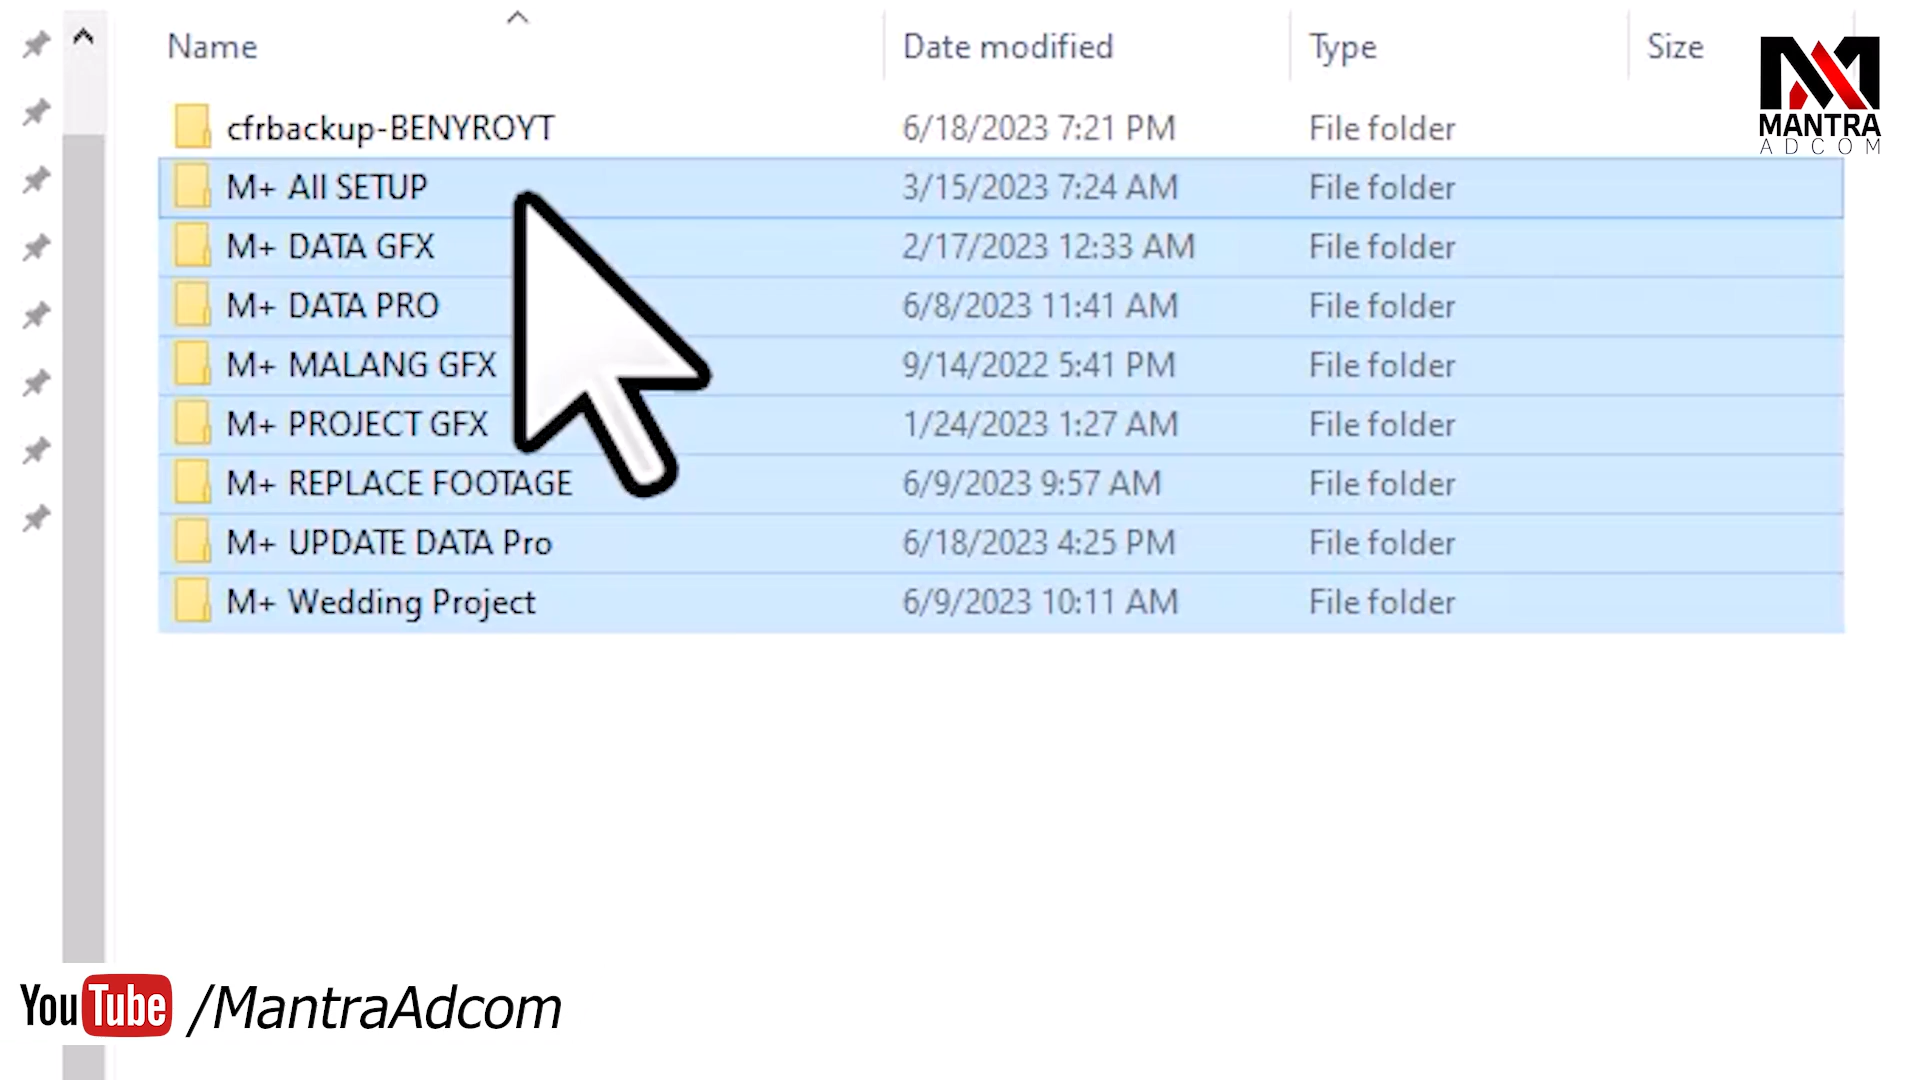 Name Date modified Type Size
MANTRA
ADCOM
cfrbackup-BENYROYT 6/18/2023 7:21 PM File folder
M+ All SETUP 3/15/2023 7:24 AM File folder
M+ DATA GFX 2/17/2023 12:33 AM File folder
M+ DATA PRO 6/8/2023 11:41 AM File folder
M+ MALANG GFX 9/14/2022 5:41 PM File folder
M+ PROJECT GFX 1/24/2023 1:27 AM File folder
M+ REPLACE FOOTAGE 6/9/2023 9:57 AM File folder
M+ UPDATE DATA Pro 6/18/2023 4:25 PM File folder
M+ Wedding Project 6/9/2023 10:11 AM File folder
YouTube /MantraAdcom